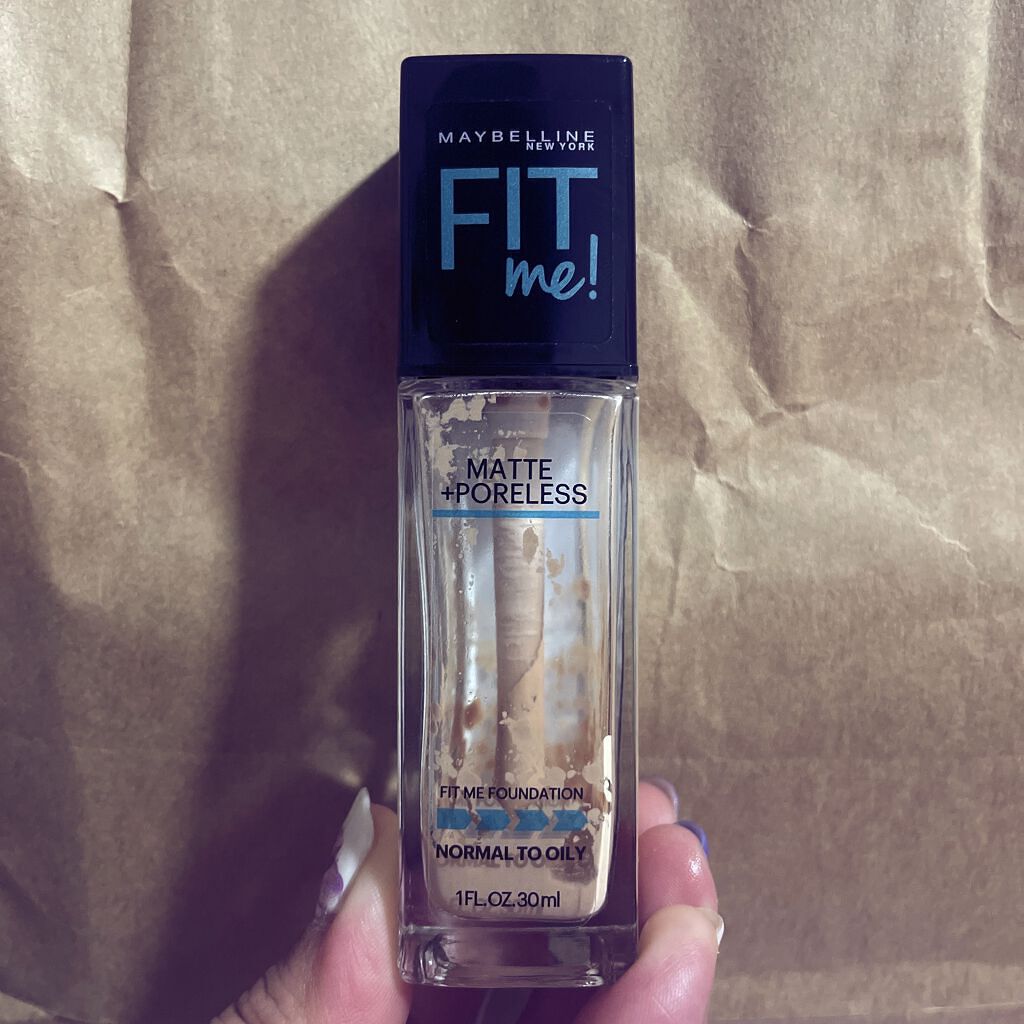 MAYBELLINE
NEW YORK
FIT
me!
MATTE
+PORELESS
FIT ME FOUNDATION
NORMAL TO OILY
1FL.OZ.30ml